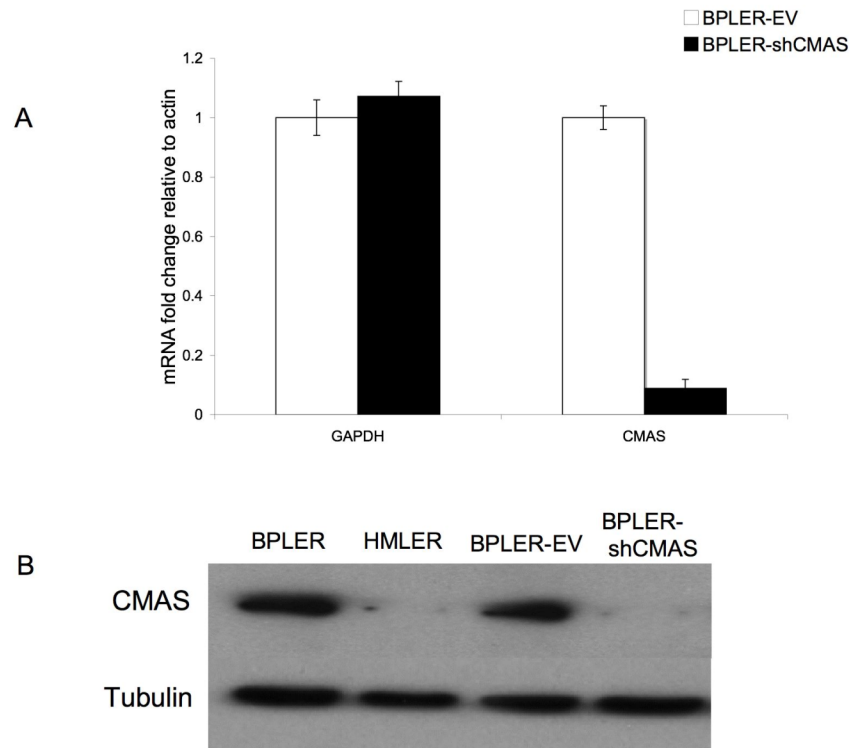 BPLER-EV
BPLER-shCMAS
A
mRNA fold change relative to actin
1.2
1
0.8
0.6
0.4
0.2
0
GAPDH
CMAS
B
BPLER
HMLER
BPLER-EV
BPLER-
shCMAS
CMAS
Tubulin